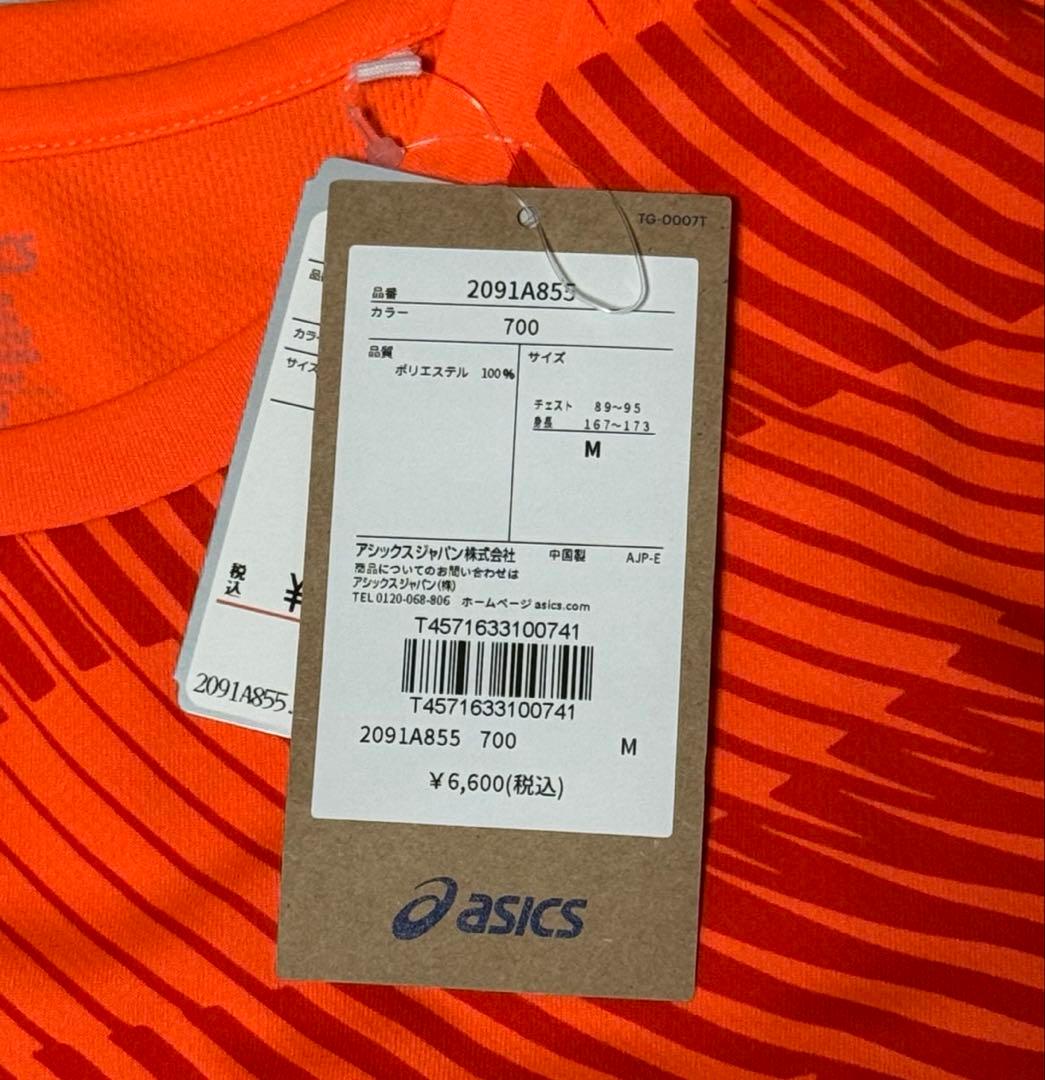 TG-0007T
品番 2091A855
カラー
700
品質
ポリエステル 100%
サイズ
チェスト 89〜95
身長 167〜173
M
アシックスジャパン株式会社 中国製 AJP-E
商品についてのお問い合わせは
アシックスジャパン(株)
TEL 0120-068-806 ホームページ asics.com
T4571633100741
T4571633100741
2091A855 700 M
¥6,600(税込)
asics
カラ
サイズ
税込 ¥
2091A855